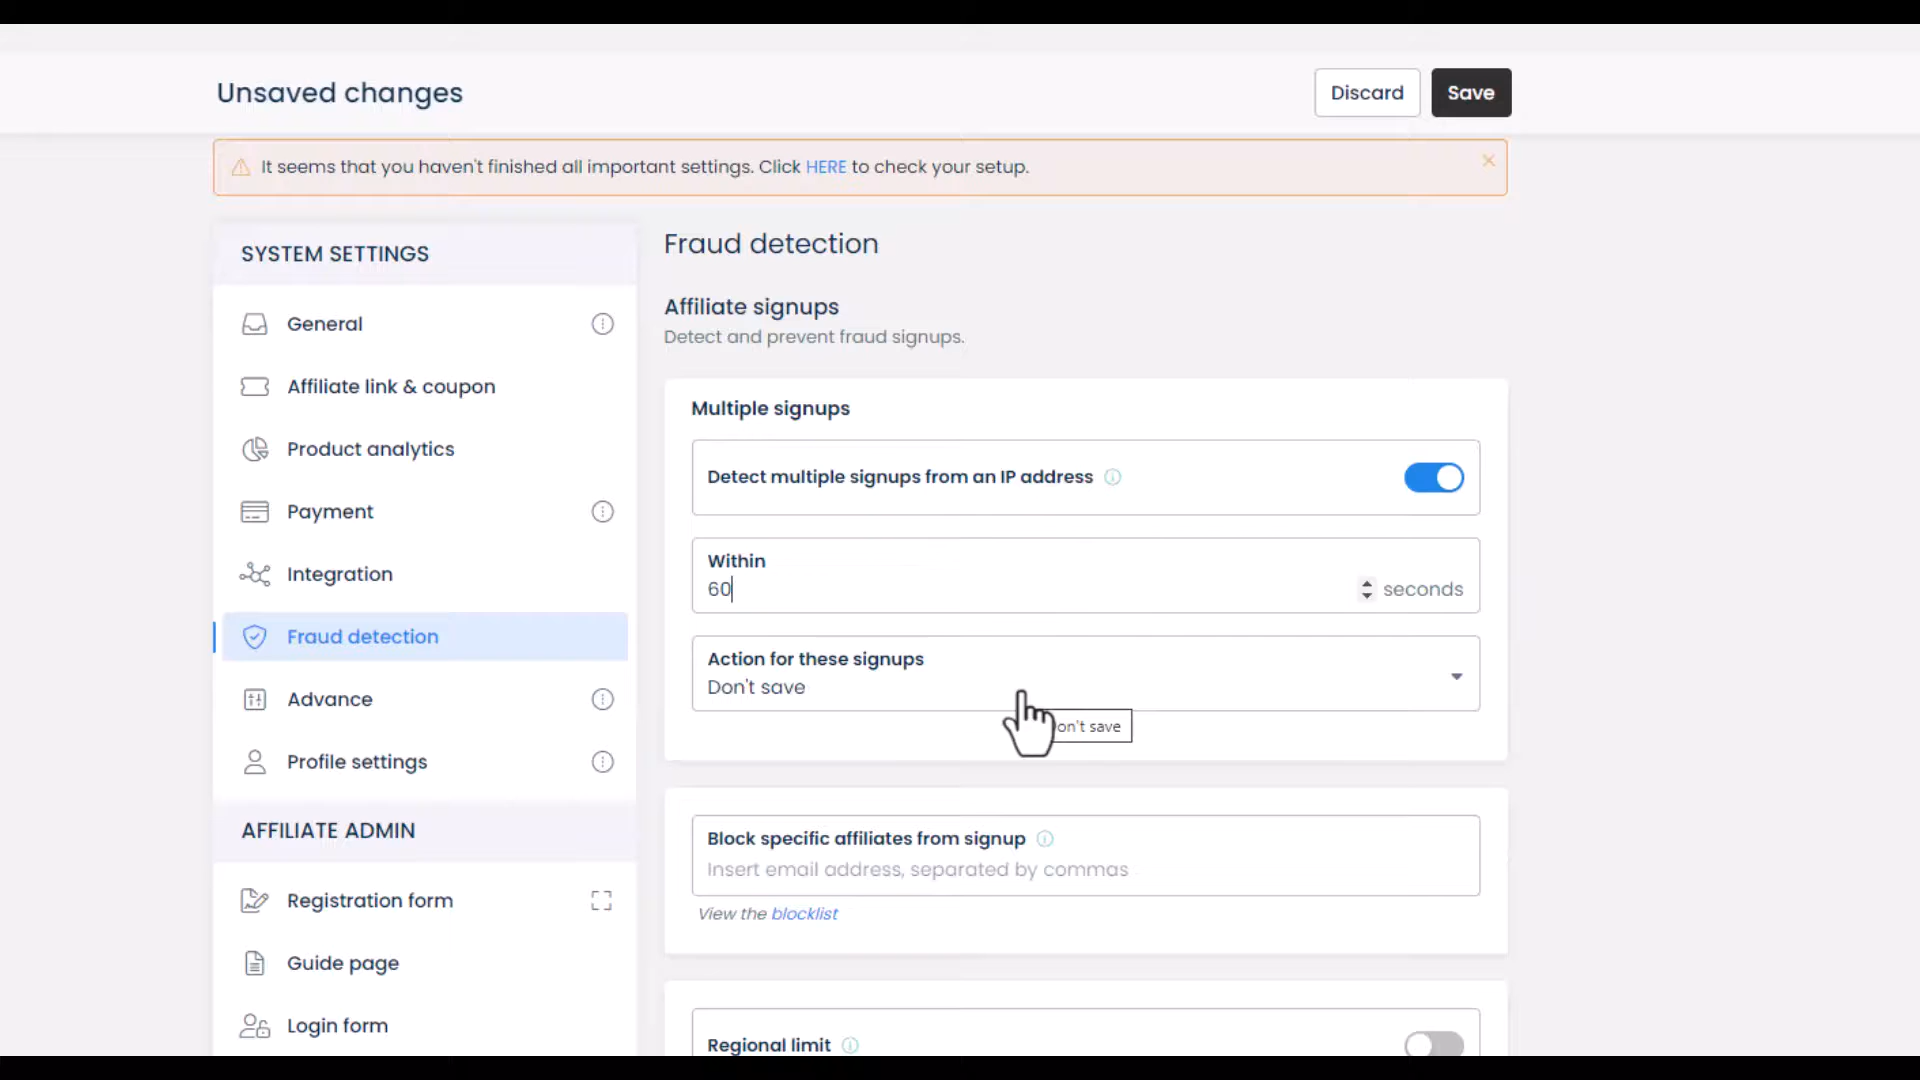 Unsaved changes
Discard
Save
It seems that you haven't finished all important settings. Click HERE to check your setup.
SYSTEM SETTINGS
General
Affiliate link & coupon
Product analytics
Payment
Integration
Fraud detection
Advance
Profile settings
AFFILIATE ADMIN
Registration form
Guide page
Login form
Fraud detection
Affiliate signups
Detect and prevent fraud signups.
Multiple signups
Detect multiple signups from an IP address
Within
60
seconds
Action for these signups
Don't save
on't save
Block specific affiliates from signup
Insert email address, separated by commas
View the blocklist
Regional limit